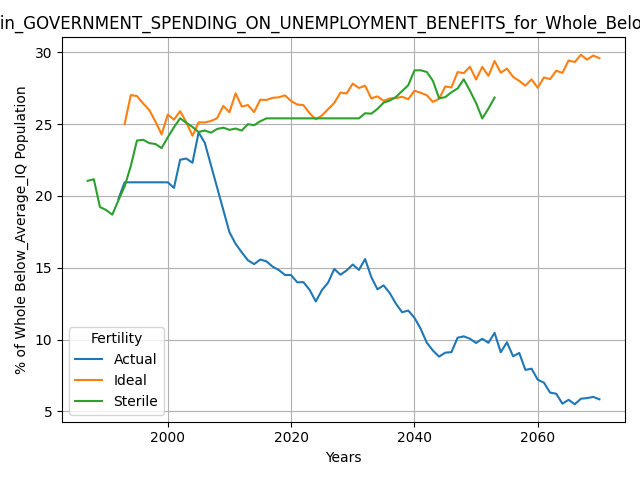 in_GOVERNMENT_SPENDING_ON_UNEMPLOYMENT_BENEFITS_for_Whole_Belo
30
25
20
15
10
5
% of Whole Below_Average_IQ Population
Fertility
Actual
Ideal
Sterile
2000
2020
2040
2060
Years